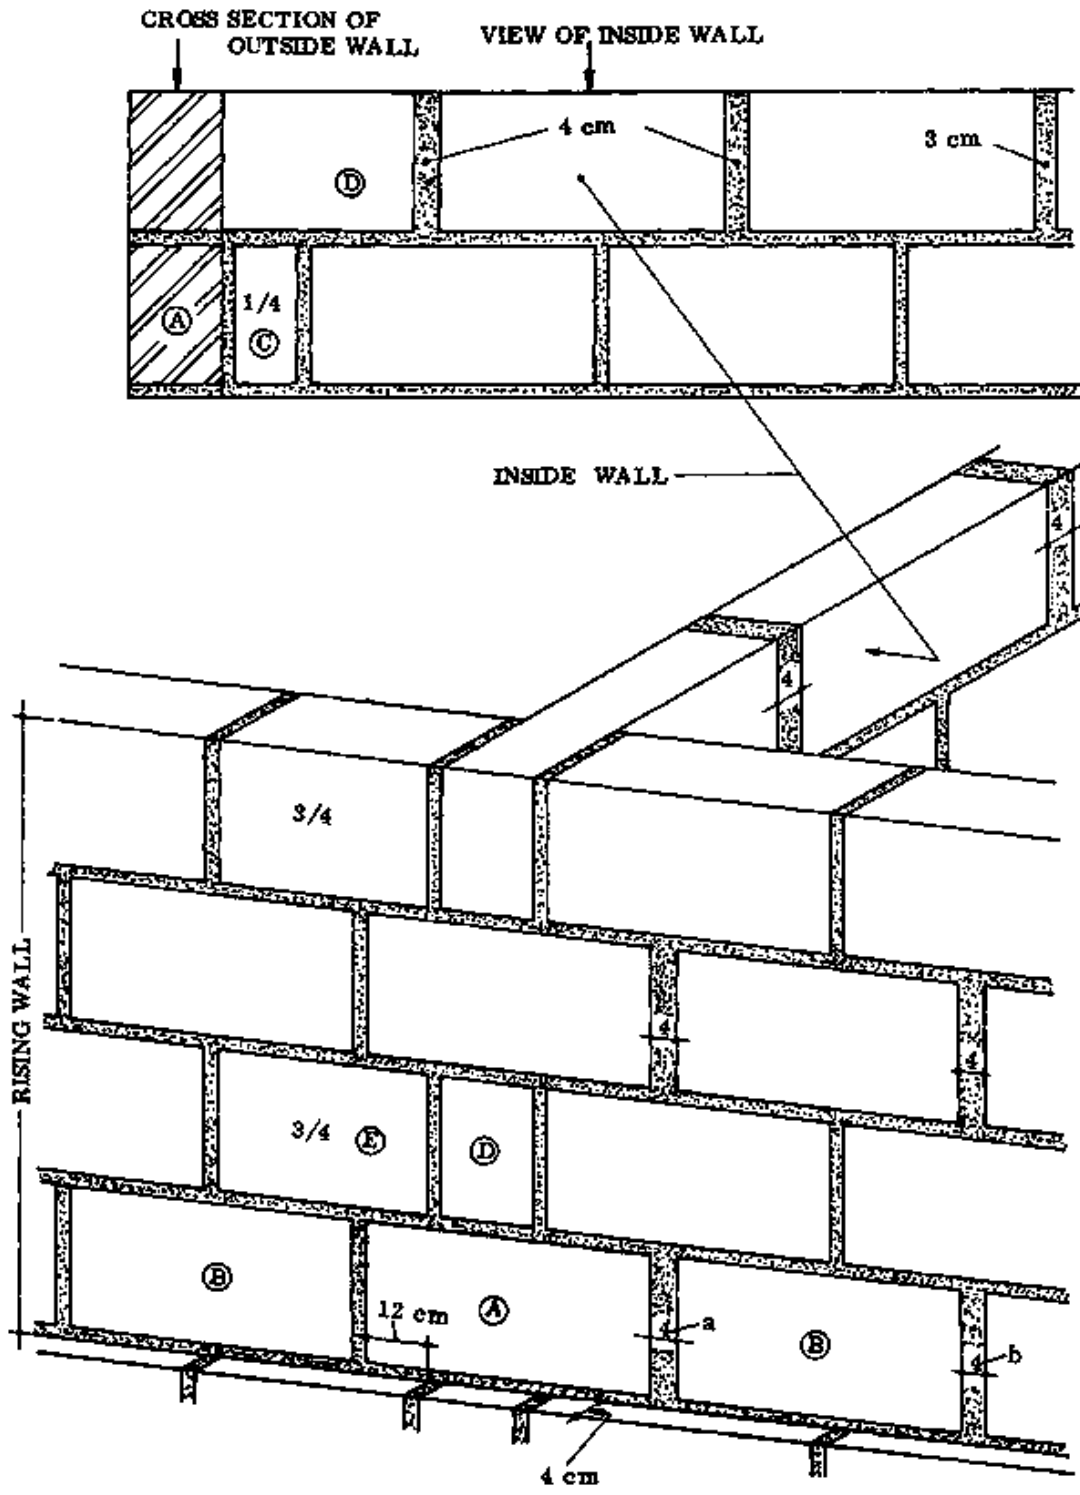 CROSS SECTION OF
OUTSIDE WALL
VIEW OF INSIDE WALL
4 cm
3 cm
D
1/4
A
C
INSIDE WALL
4
4
3/4
RISING WALL
4
4
3/4 E
D
B
12 cm
A
4 a
B
4 b
4 cm